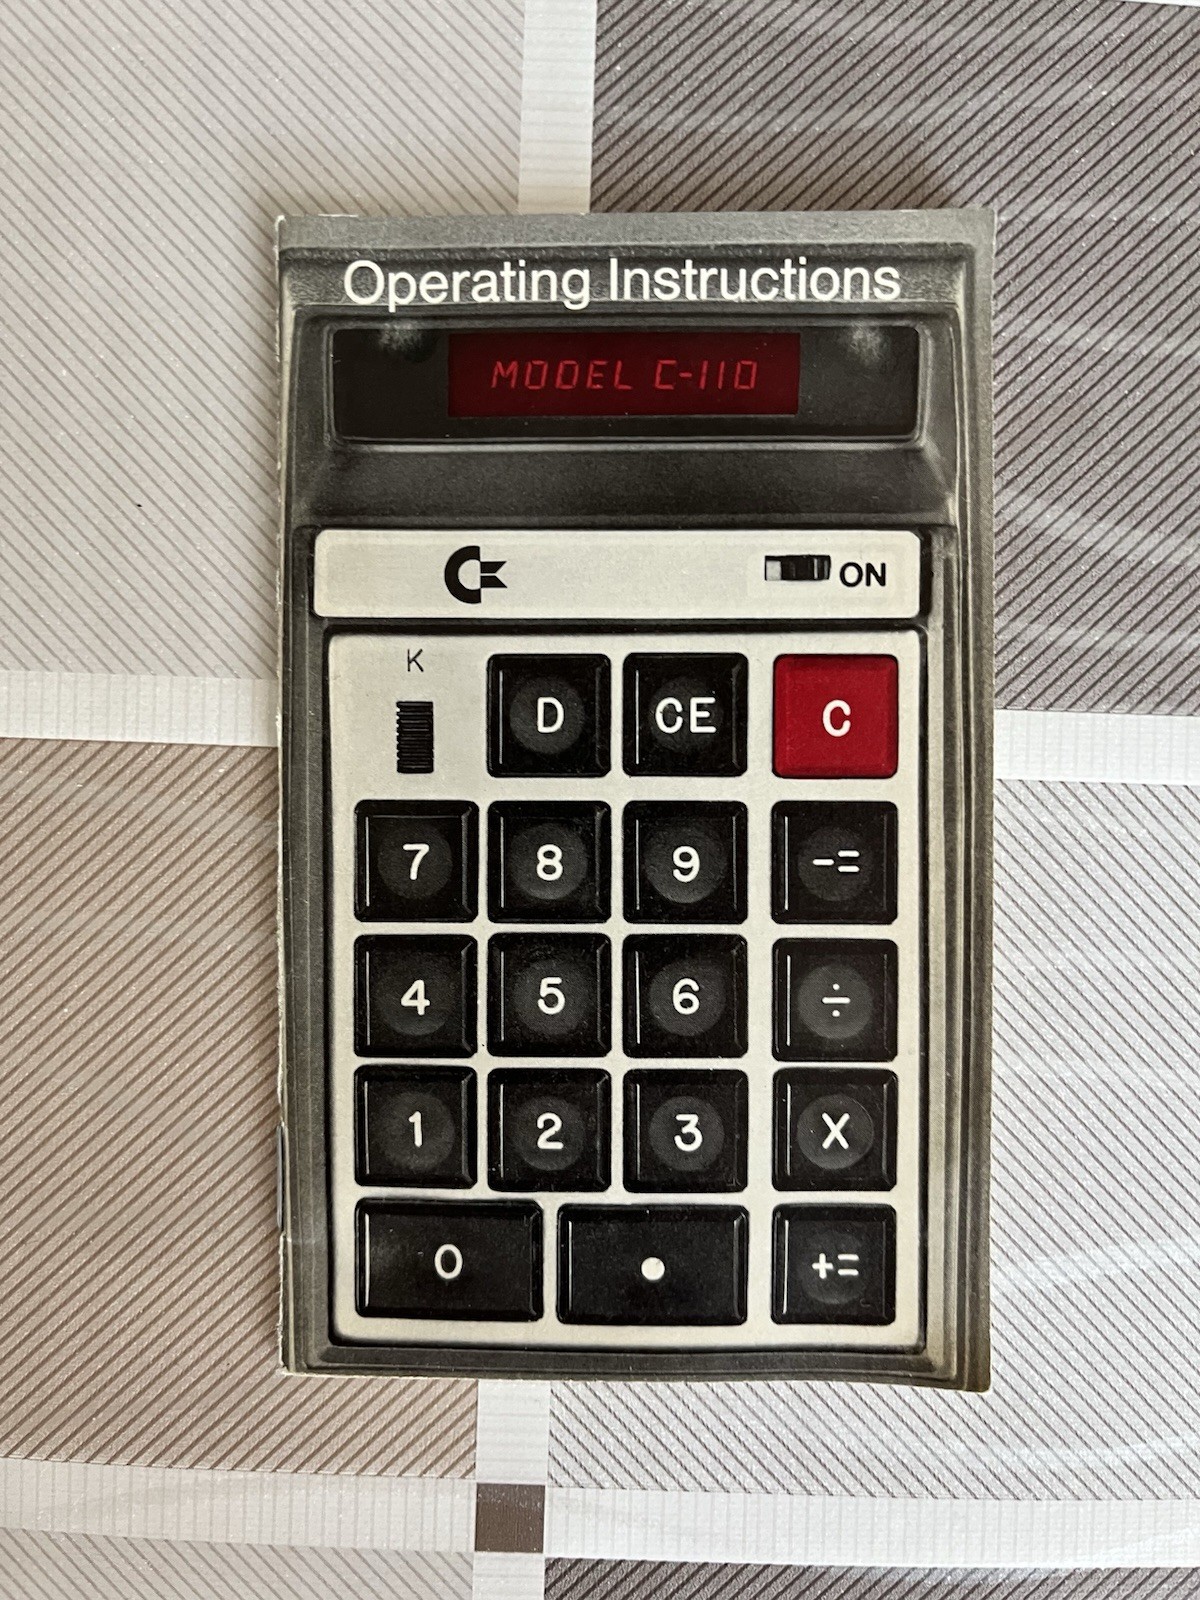 Operating Instructions
MODEL C-110
ON
K
D CE C
7 8 9 -=
4 5 6 ÷
1 2 3 X
0 . +=